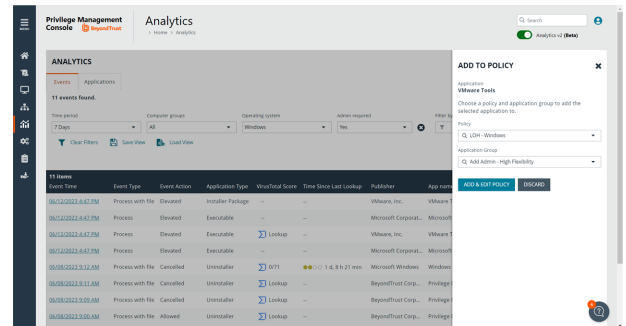 MENU
Privilege Management
Console BeyondTrust
Analytics
> Home > Analytics
Search
Analytics v2 (Beta)
ANALYTICS
Events Applications
11 events found.
Time period Computer groups Operating system Admin required Filter by
7 Days All Windows Yes
Clear Filters Save View Load View
11 items
Event Time Event Type Event Action Application Type VirusTotal Score Time Since Last Lookup Publisher App name
06/12/2023 4:47 PM Process with file Elevated Installer Package -- -- VMware, Inc. VMware T
06/12/2023 4:47 PM Process Elevated Executable -- -- Microsoft Corporat... Microsoft
06/12/2023 4:47 PM Process Elevated Executable Lookup -- VMware, Inc. VMware T
06/12/2023 4:47 PM Process Elevated Executable -- -- Microsoft Corporat... Microsoft
06/08/2023 9:12 AM Process with file Cancelled Uninstaller 0/71 1 d, 8 h 21 min Microsoft Windows Windows
06/08/2023 9:11 AM Process with file Cancelled Uninstaller Lookup -- BeyondTrust Corp... Privilege
06/08/2023 9:09 AM Process with file Cancelled Uninstaller Lookup -- BeyondTrust Corp... Privilege
06/08/2023 9:00 AM Process with file Allowed Uninstaller Lookup -- BeyondTrust Corp... Privilege
ADD TO POLICY
Application
VMware Tools
Choose a policy and application group to add the
selected application to.
Policy
LOH - Windows
Application Group
Add Admin - High Flexibility
ADD & EDIT POLICY DISCARD